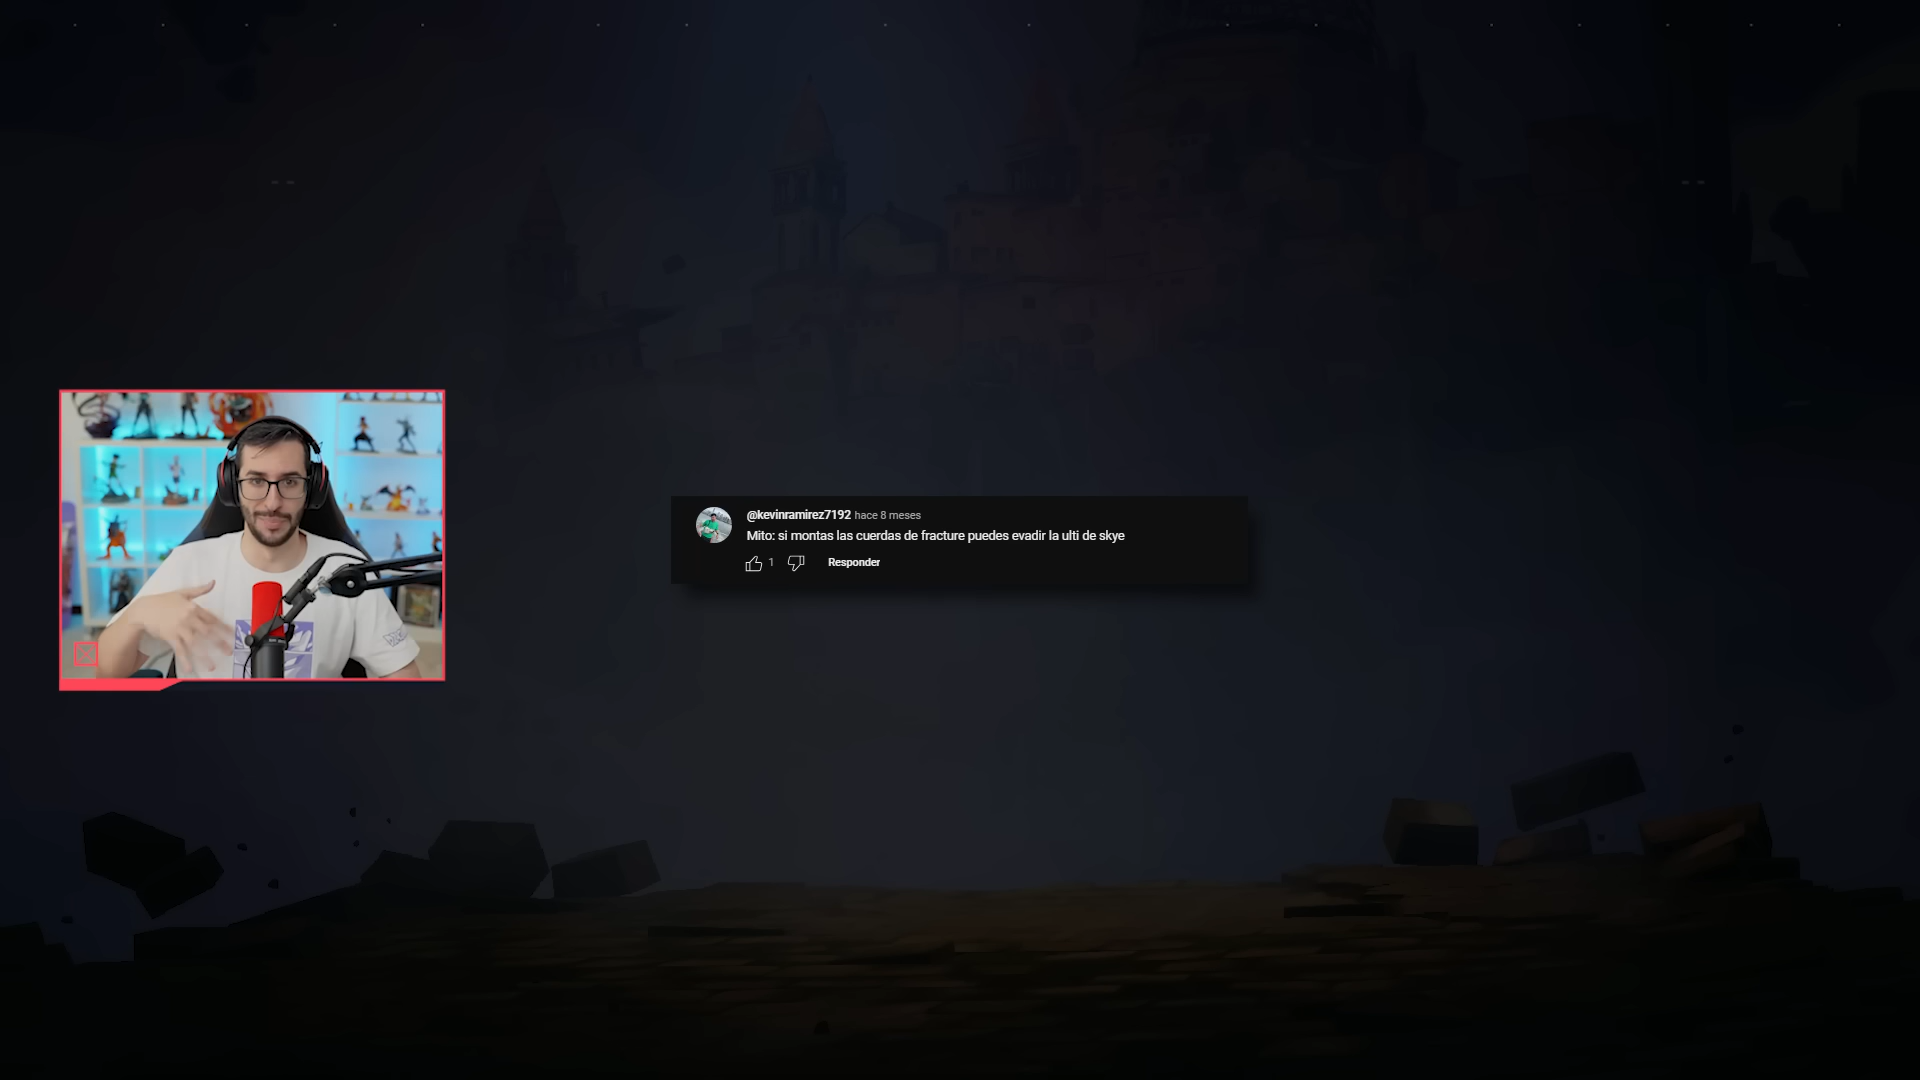 @kevinramirez7192 hace 8 meses
Mito: si montas las cuerdas de fracture puedes evadir la ulti de skye
1 Responder